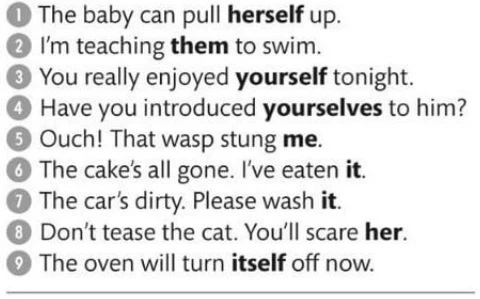 1 The baby can pull herself up.
2 I'm teaching them to swim.
3 You really enjoyed yourself tonight.
4 Have you introduced yourselves to him?
5 Ouch! That wasp stung me.
6 The cake's all gone. I've eaten it.
7 The car's dirty. Please wash it.
8 Don't tease the cat. You'll scare her.
9 The oven will turn itself off now.